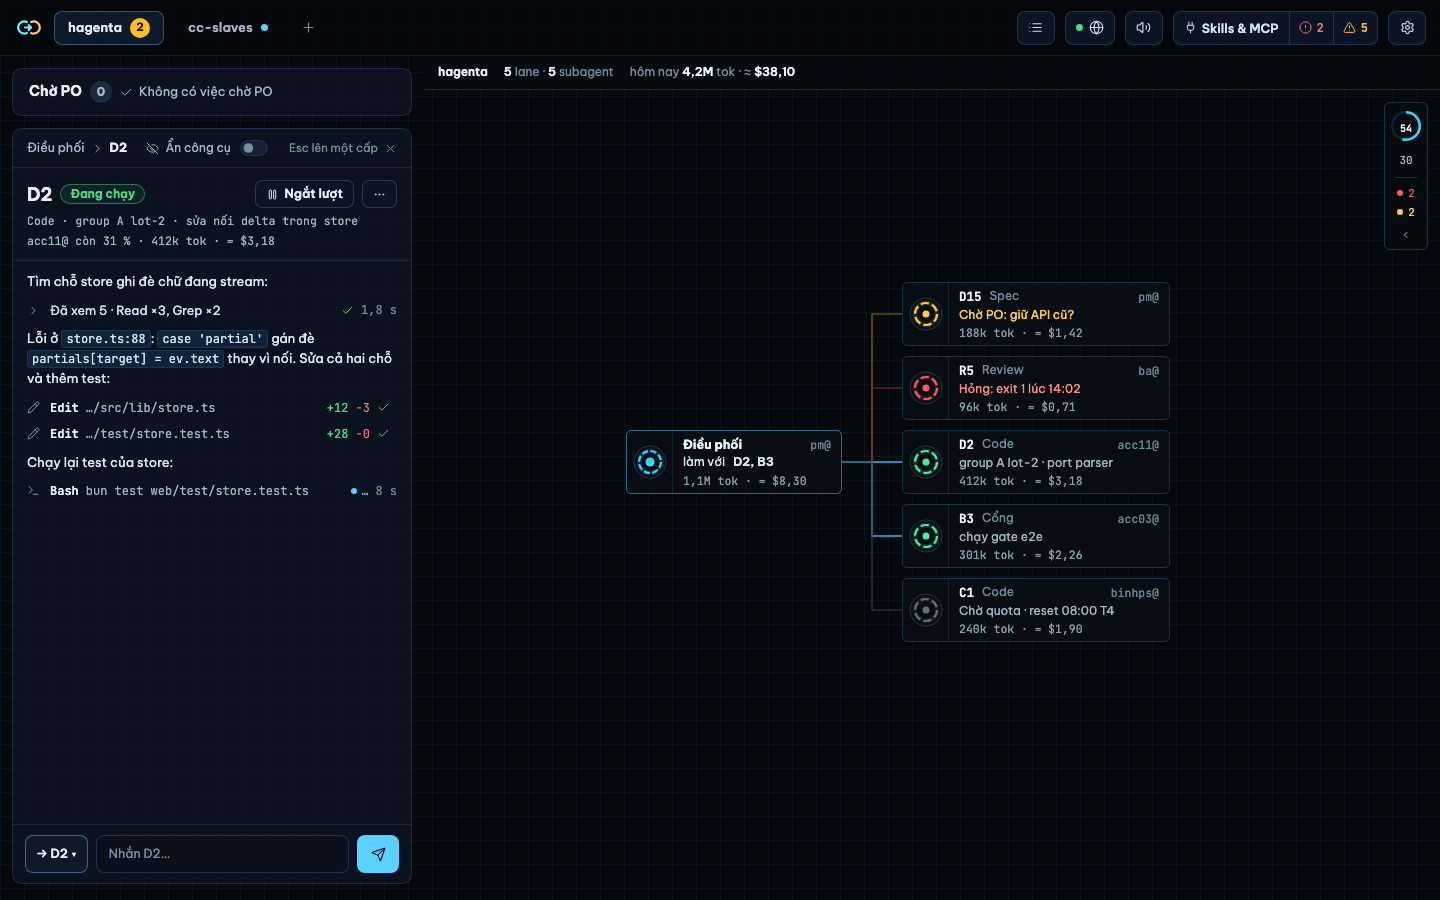 hagenta 2
cc-slaves
Skills & MCP 2 5
Chờ PO 0 Không có việc chờ PO
hagenta 5 lane · 5 subagent hôm nay 4,2M tok · ≈ $38,10
Điều phối > D2 Ẩn công cụ Esc lên một cấp
D2 Đang chạy Ngắt lượt ...
Code · group A lot-2 · sửa nối delta trong store
acc11@ còn 31 % · 412k tok · ≈ $3,18
Tìm chỗ store ghi đè chữ đang stream:
Đã xem 5 · Read ×3, Grep ×2 1,8 s
Lỗi ở store.ts:88: case 'partial' gán đè
partials[target] = ev.text thay vì nối. Sửa cả hai chỗ
và thêm test:
Edit …/src/lib/store.ts +12 -3
Edit …/test/store.test.ts +28 -0
Chạy lại test của store:
Bash bun test web/test/store.test.ts … 8 s
→ D2 ▾ Nhắn D2...
Điều phối pm@
làm với D2, B3
1,1M tok · ≈ $8,30
D15 Spec pm@
Chờ PO: giữ API cũ?
188k tok · ≈ $1,42
R5 Review ba@
Hỏng: exit 1 lúc 14:02
96k tok · ≈ $0,71
D2 Code acc11@
group A lot-2 · port parser
412k tok · ≈ $3,18
B3 Cổng acc03@
chạy gate e2e
301k tok · ≈ $2,26
C1 Code binhps@
Chờ quota · reset 08:00 T4
240k tok · ≈ $1,90
54
30
2
2